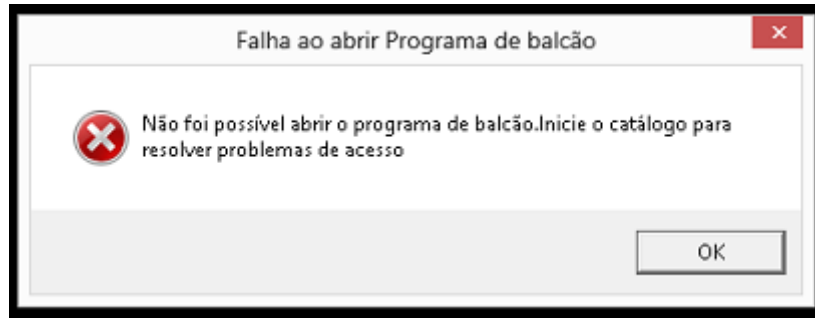 Falha ao abrir Programa de balcão
Não foi possível abrir o programa de balcão.Inicie o catálogo para
resolver problemas de acesso
OK